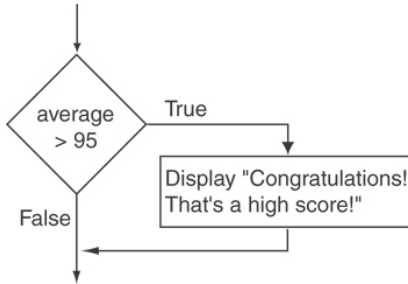 average
> 95
True
Display "Congratulations!
That's a high score!"
False